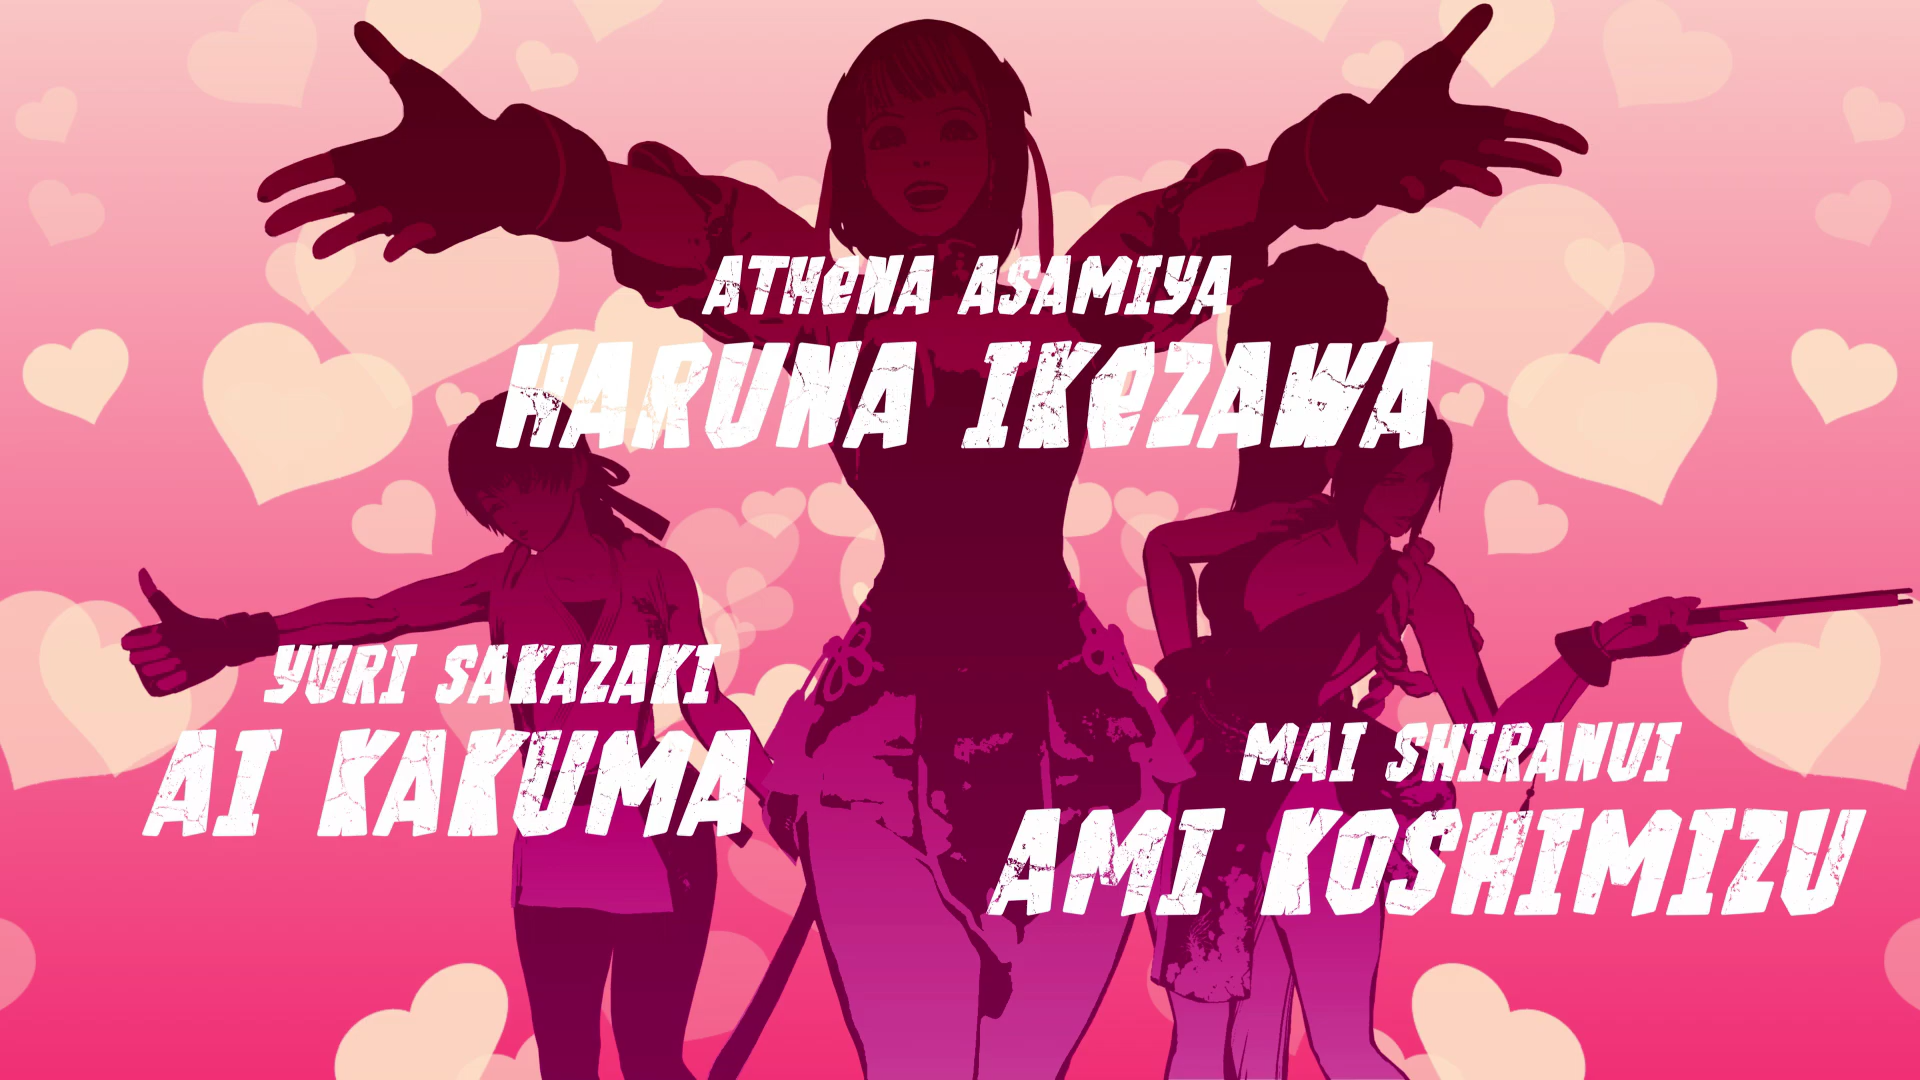 ATHENA ASAMIYA
HARUNA IKEZAWA
YURI SAKAZAKI
AI KAKUMA
MAI SHIRANUI
AMI KOSHIMIZU